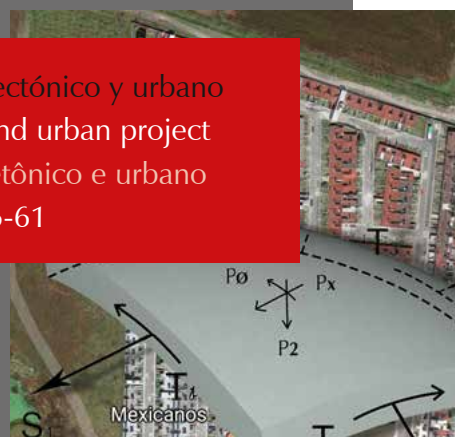 ectónico y urbano
nd urban project
tônico e urbano
-61
T
Pø Px
P2
T
Mexicanos
S
T